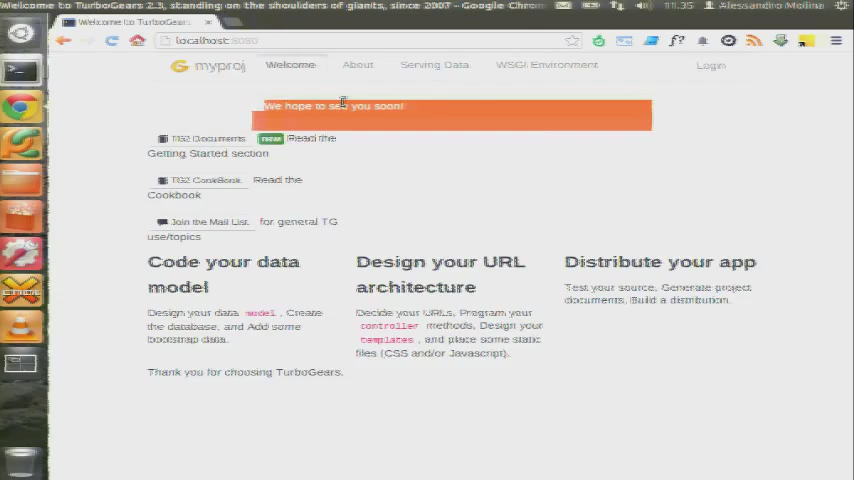 Welcome to TurboGears 2.3, standing on the shoulders of giants, since 2007 - Google Chrom
11.35 Alessandro Molina
Welcome to TurboGears
localhost:8080
f?
myproj Welcome About Serving Data WSGI Environment Login
We hope to see you soon!
TG2 Documents new Read the
Getting Started section
TG2 CookBook Read the
Cookbook
Join the Mail List. for general TG
use/topics
Code your data
model
Design your data model , Create
the database, and Add some
bootstrap data.
Design your URL
architecture
Decide your URLs, Program your
controller methods, Design your
templates , and place some static
files (CSS and/or Javascript).
Distribute your app
Test your source, Generate project
documents, Build a distribution.
Thank you for choosing TurboGears.